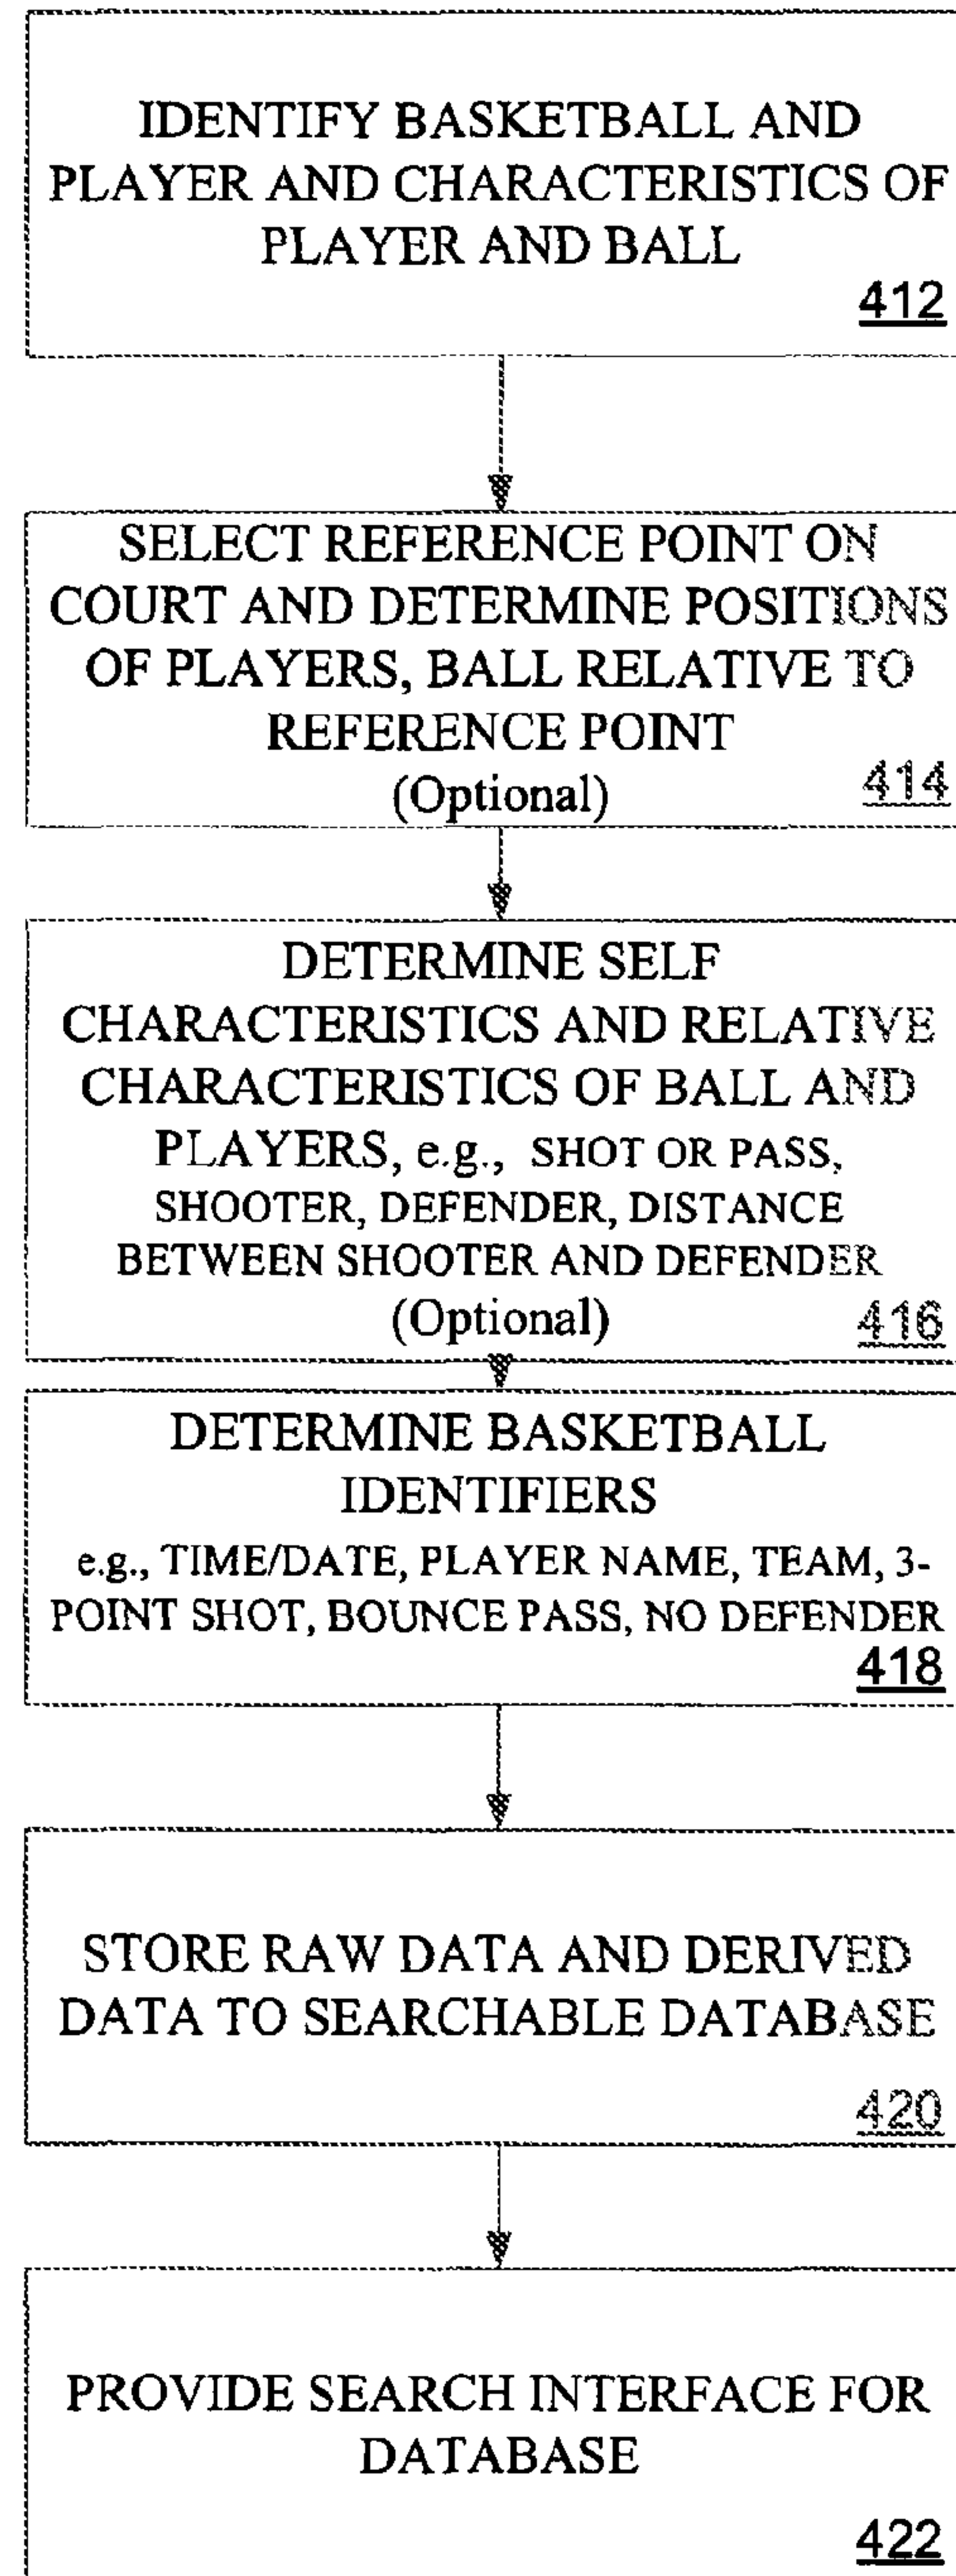 IDENTIFY BASKETBALL AND
PLAYER AND CHARACTERISTICS OF
PLAYER AND BALL
412
SELECT REFERENCE POINT ON
COURT AND DETERMINE POSITIONS
OF PLAYERS, BALL RELATIVE TO
REFERENCE POINT
(Optional)
414
DETERMINE SELF
CHARACTERISTICS AND RELATIVE
CHARACTERISTICS OF BALL AND
PLAYERS, e.g., SHOT OR PASS,
SHOOTER, DEFENDER, DISTANCE
BETWEEN SHOOTER AND DEFENDER
(Optional)
416
DETERMINE BASKETBALL
IDENTIFIERS
e.g., TIME/DATE, PLAYER NAME, TEAM, 3-
POINT SHOT, BOUNCE PASS, NO DEFENDER
418
STORE RAW DATA AND DERIVED
DATA TO SEARCHABLE DATABASE
420
PROVIDE SEARCH INTERFACE FOR
DATABASE
422